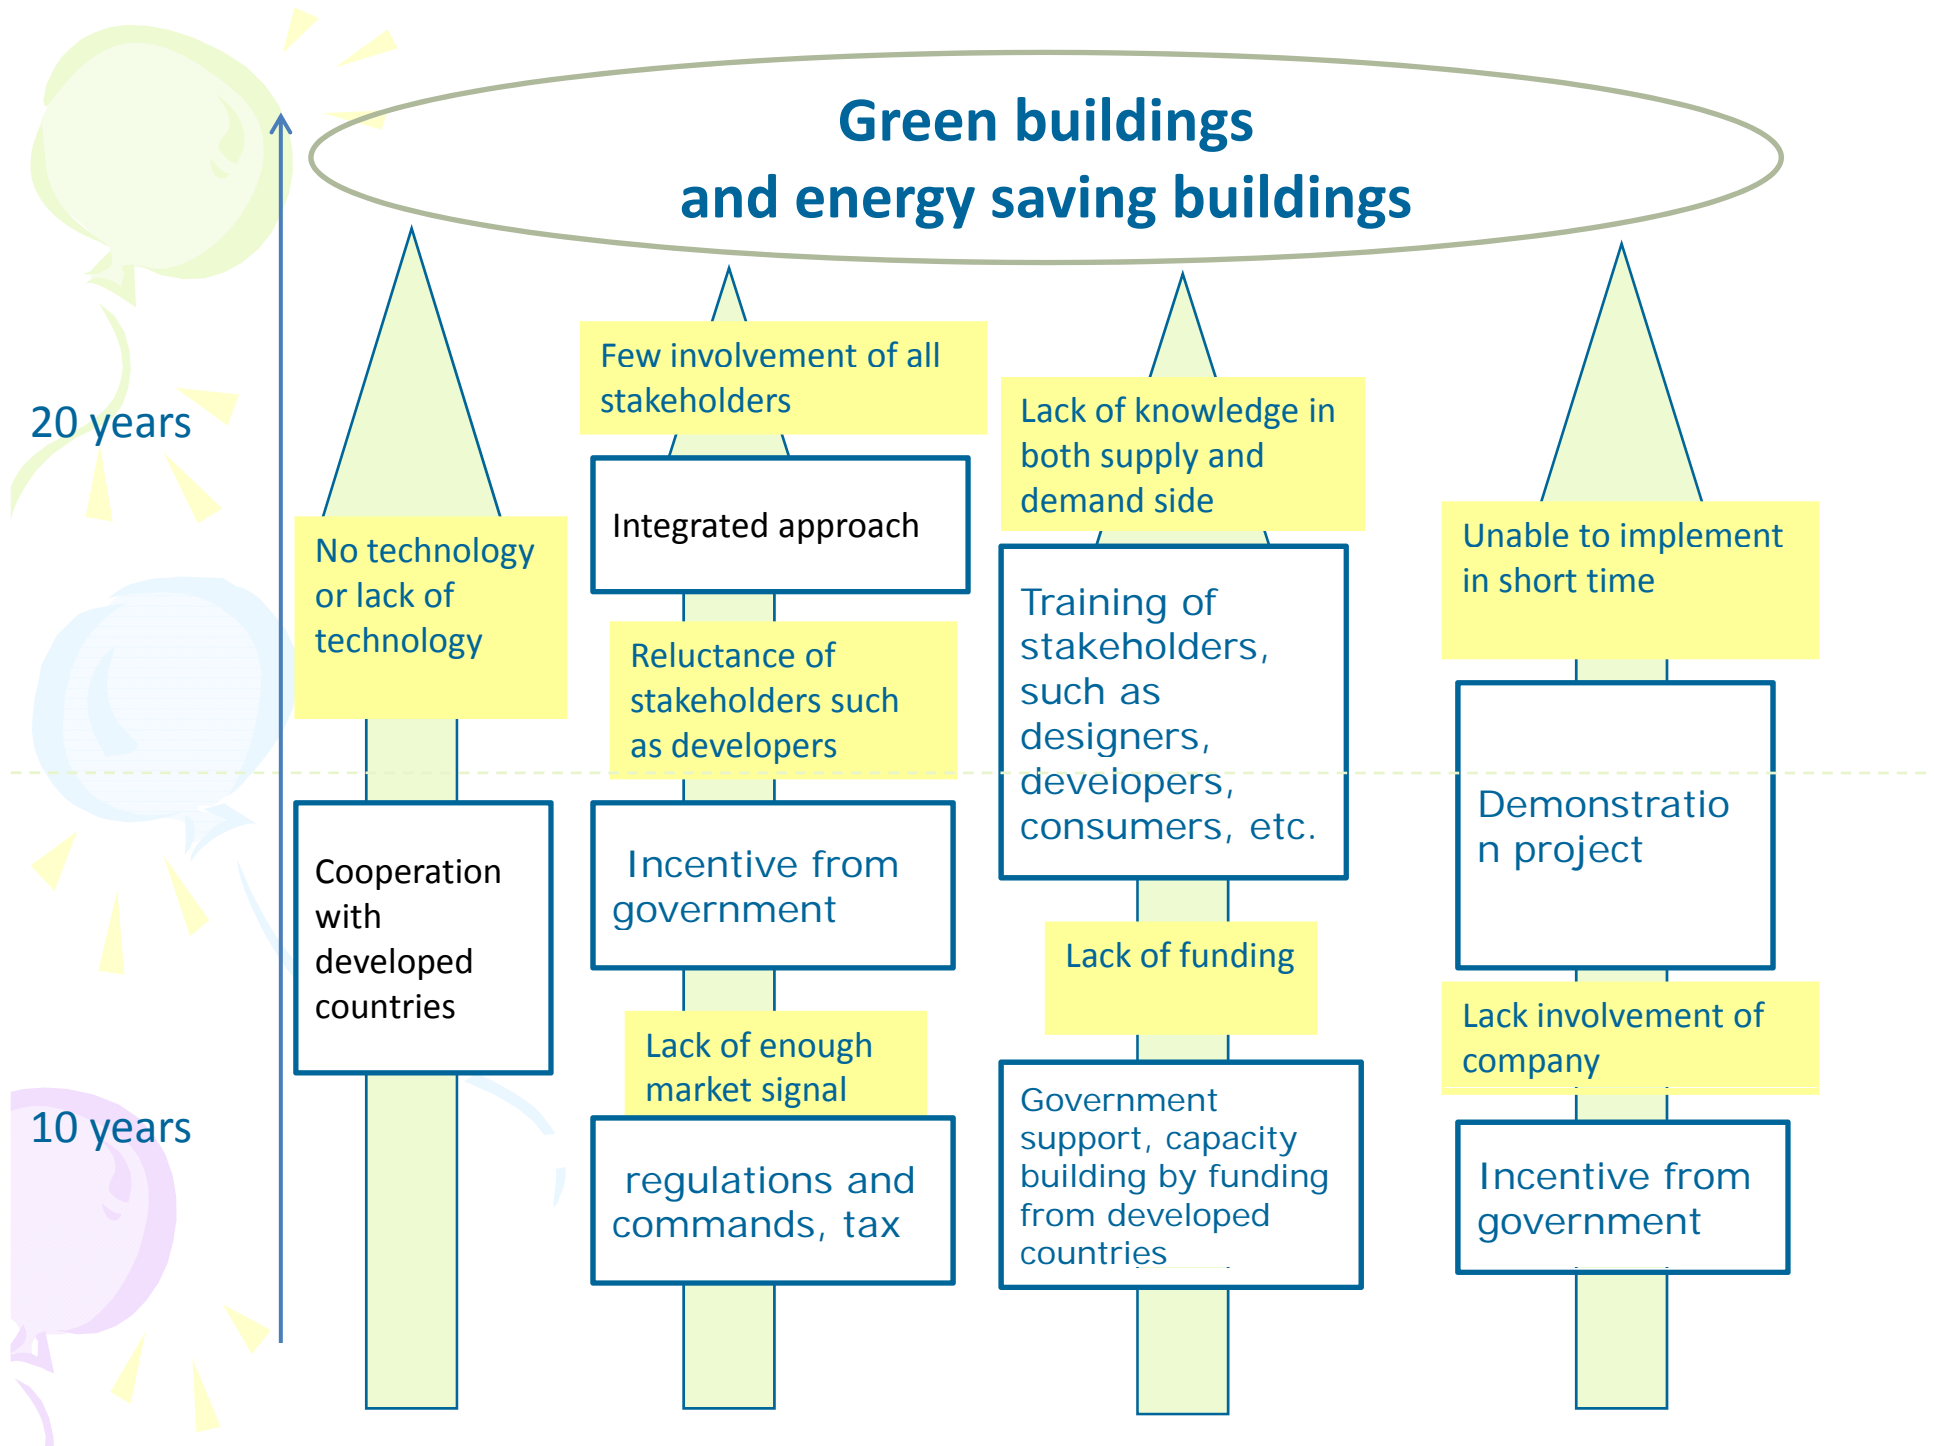 Green buildings
and energy saving buildings
20 years
10 years
No technology
or lack of
technology
Cooperation
with
developed
countries
Few involvement of all
stakeholders
Integrated approach
Reluctance of
stakeholders such
as developers
Incentive from
government
Lack of enough
market signal
regulations and
commands, tax
Lack of knowledge in
both supply and
demand side
Training of
stakeholders,
such as
designers,
developers,
consumers, etc.
Lack of funding
Government
support, capacity
building by funding
from developed
countries
Unable to implement
in short time
Demonstratio
n project
Lack involvement of
company
Incentive from
government